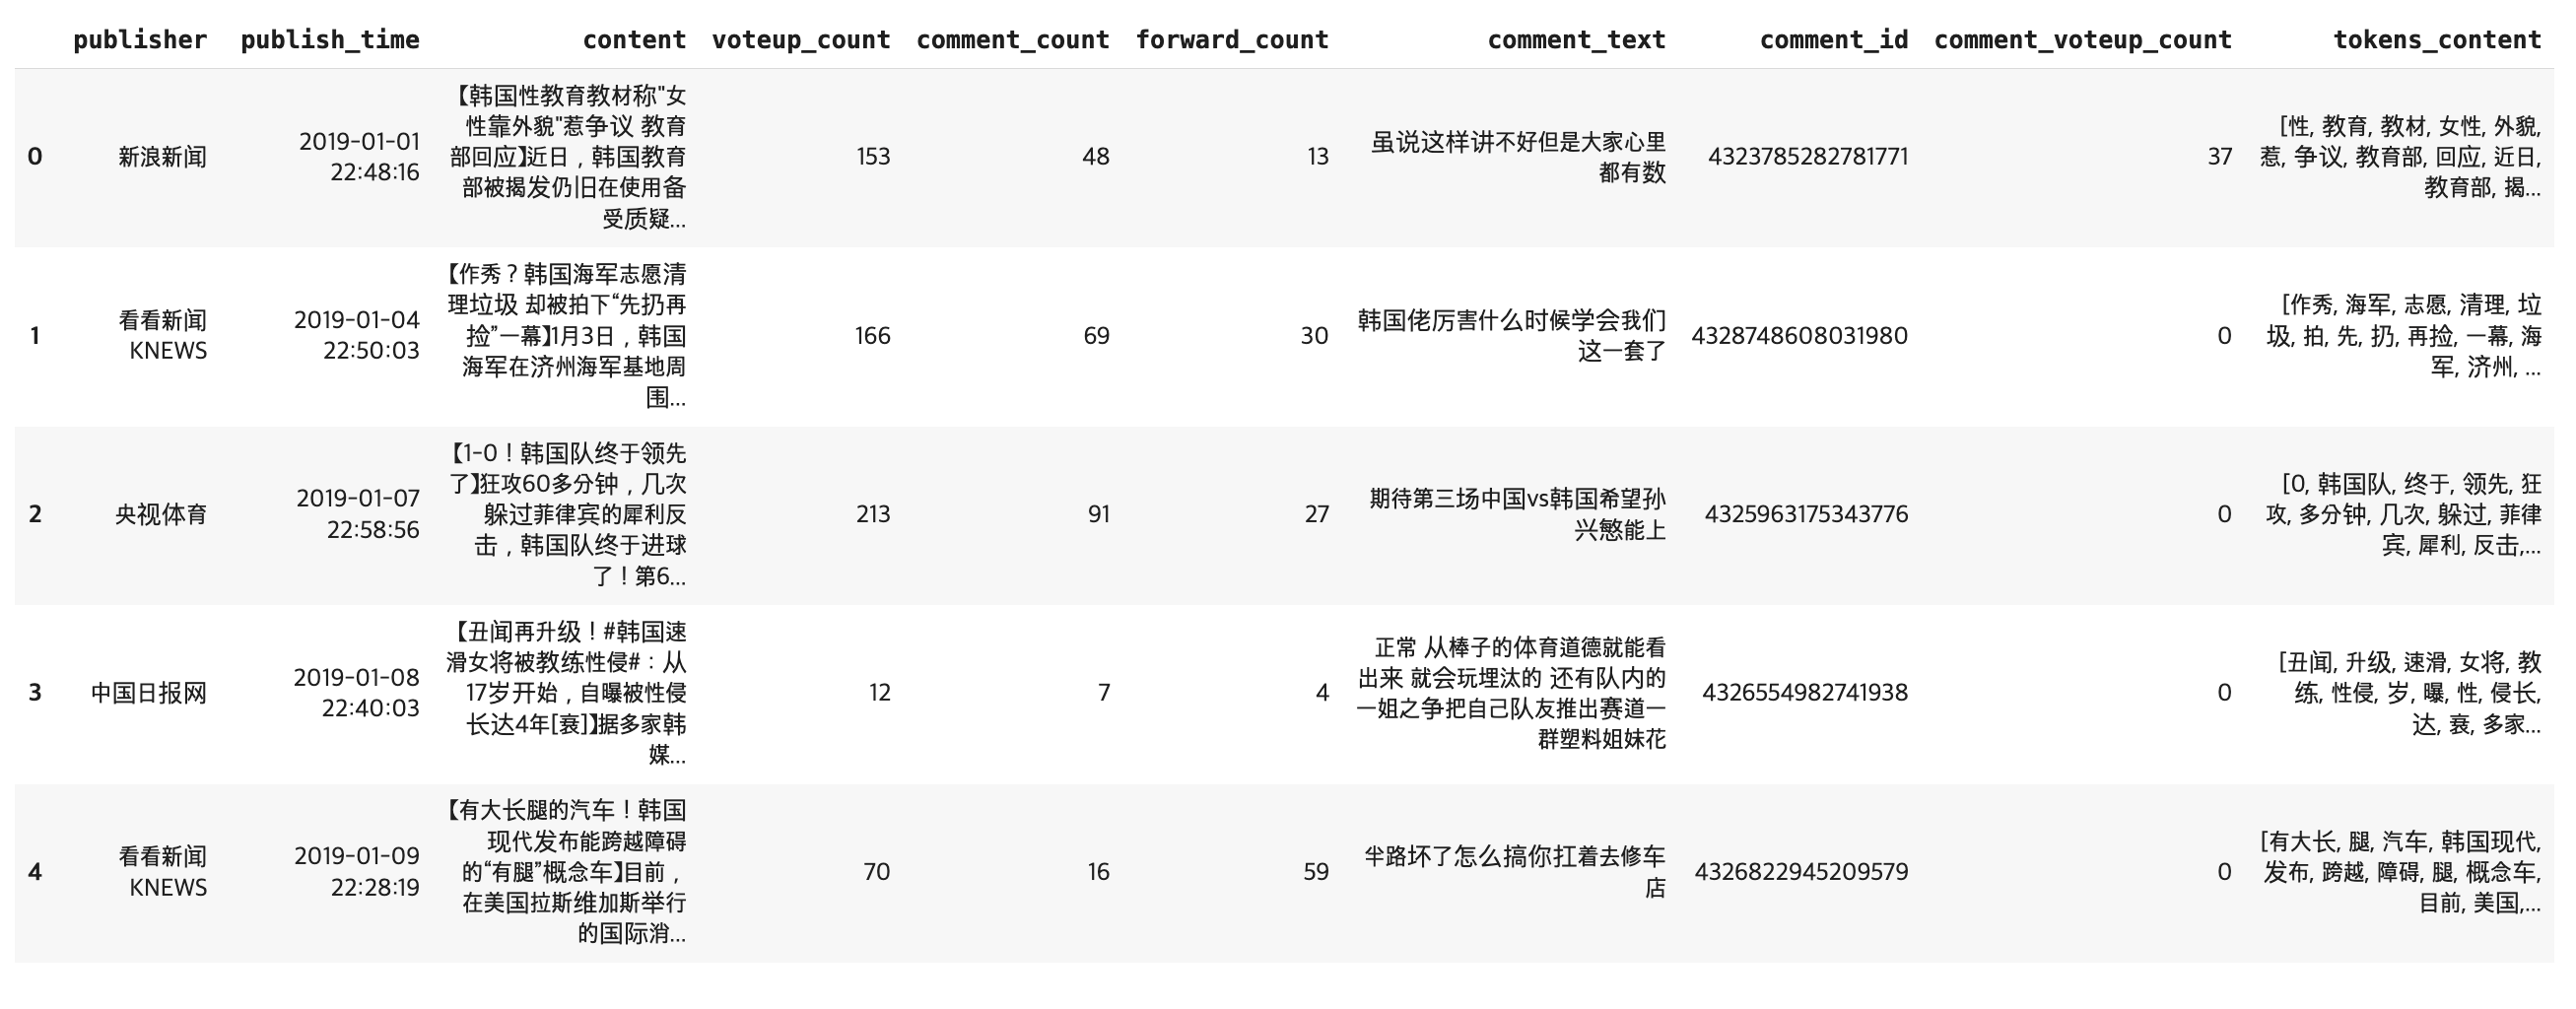 publisher publish_time content voteup_count comment_count forward_count comment_text comment_id comment_voteup_count tokens_content
0
新浪新闻
2019-01-01
22:48:16
【韩国性教育教材称"女
性靠外貌"惹争议 教育
部回应】近日，韩国教育
部被揭发仍旧在使用备
受质疑...
153
48
13
虽说这样讲不好但是大家心里
都有数
4323785282781771
37
[性, 教育, 教材, 女性, 外貌,
惹, 争议, 教育部, 回应, 近日,
教育部, 揭...
1
看看新闻
KNEWS
2019-01-04
22:50:03
【作秀？韩国海军志愿清
理垃圾 却被拍下“先扔再
捡”一幕】1月3日，韩国
海军在济州海军基地周
围...
166
69
30
韩国佬厉害什么时候学会我们
这一套了
4328748608031980
0
[作秀, 海军, 志愿, 清理, 垃
圾, 拍, 先, 扔, 再捡, 一幕, 海
军, 济州, ...
2
央视体育
2019-01-07
22:58:56
【1-0！韩国队终于领先
了】狂攻60多分钟，几次
躲过菲律宾的犀利反
击，韩国队终于进球
了！第6...
213
91
27
期待第三场中国vs韩国希望孙
兴慜能上
4325963175343776
0
[0, 韩国队, 终于, 领先, 狂
攻, 多分钟, 几次, 躲过, 菲律
宾, 犀利, 反击,...
3
中国日报网
2019-01-08
22:40:03
【丑闻再升级！#韩国速
滑女将被教练性侵#：从
17岁开始，自曝被性侵
长达4年[衰]】据多家韩
媒...
12
7
4
正常 从棒子的体育道德就能看
出来 就会玩埋汰的 还有队内的
一姐之争把自己队友推出赛道一
群塑料姐妹花
4326554982741938
0
[丑闻, 升级, 速滑, 女将, 教
练, 性侵, 岁, 曝, 性, 侵长,
达, 衰, 多家...
4
看看新闻
KNEWS
2019-01-09
22:28:19
【有大长腿的汽车！韩国
现代发布能跨越障碍
的“有腿”概念车】目前，
在美国拉斯维加斯举行
的国际消...
70
16
59
半路坏了怎么搞你扛着去修车
店
4326822945209579
0
[有大长, 腿, 汽车, 韩国现代,
发布, 跨越, 障碍, 腿, 概念车,
目前, 美国,...